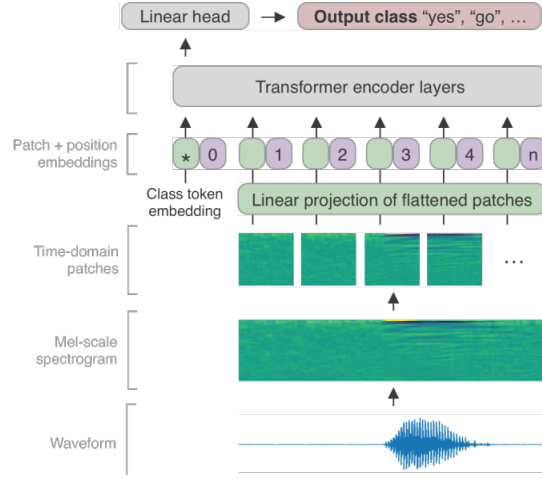 Linear head
Output class “yes”, “go”, …
Transformer encoder layers
Patch + position
embeddings
* 0 1 2 3 4 n
Class token
embedding
Linear projection of flattened patches
Time-domain
patches
…
Mel-scale
spectrogram
Waveform